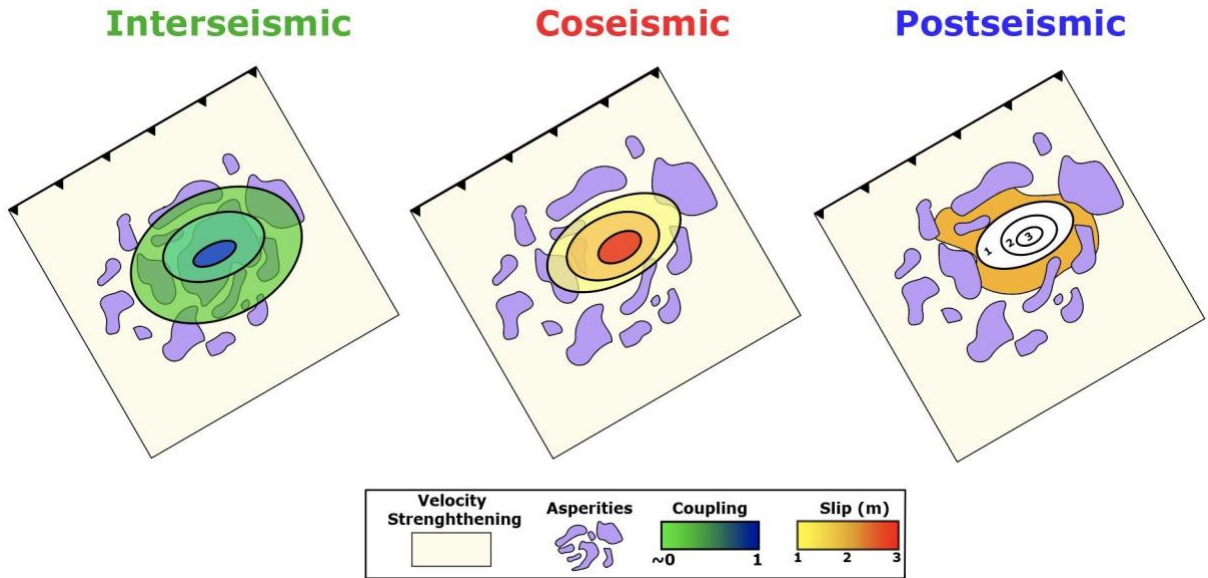 Interseismic
Coseismic
Postseismic
1
2
3
Velocity
Strenghthening
Asperities
Coupling
~0
1
Slip (m)
1
2
3